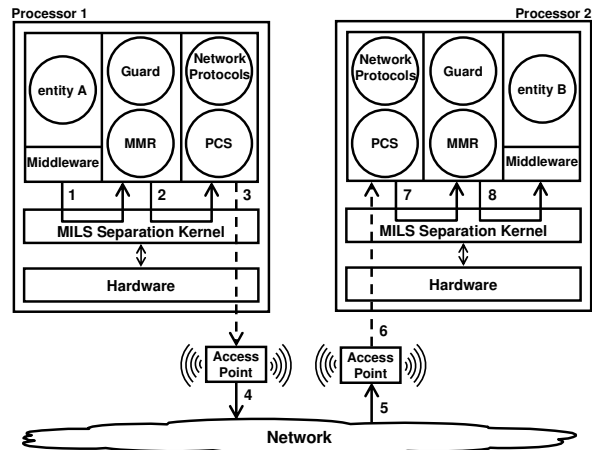 Processor 1
Processor 2
entity A
Guard
Network
Protocols
Middleware
MMR
PCS
1
2
3
MILS Separation Kernel
Hardware
Network
Protocols
Guard
entity B
PCS
MMR
Middleware
7
8
MILS Separation Kernel
Hardware
6
Access
Point
Access
Point
4
5
Network